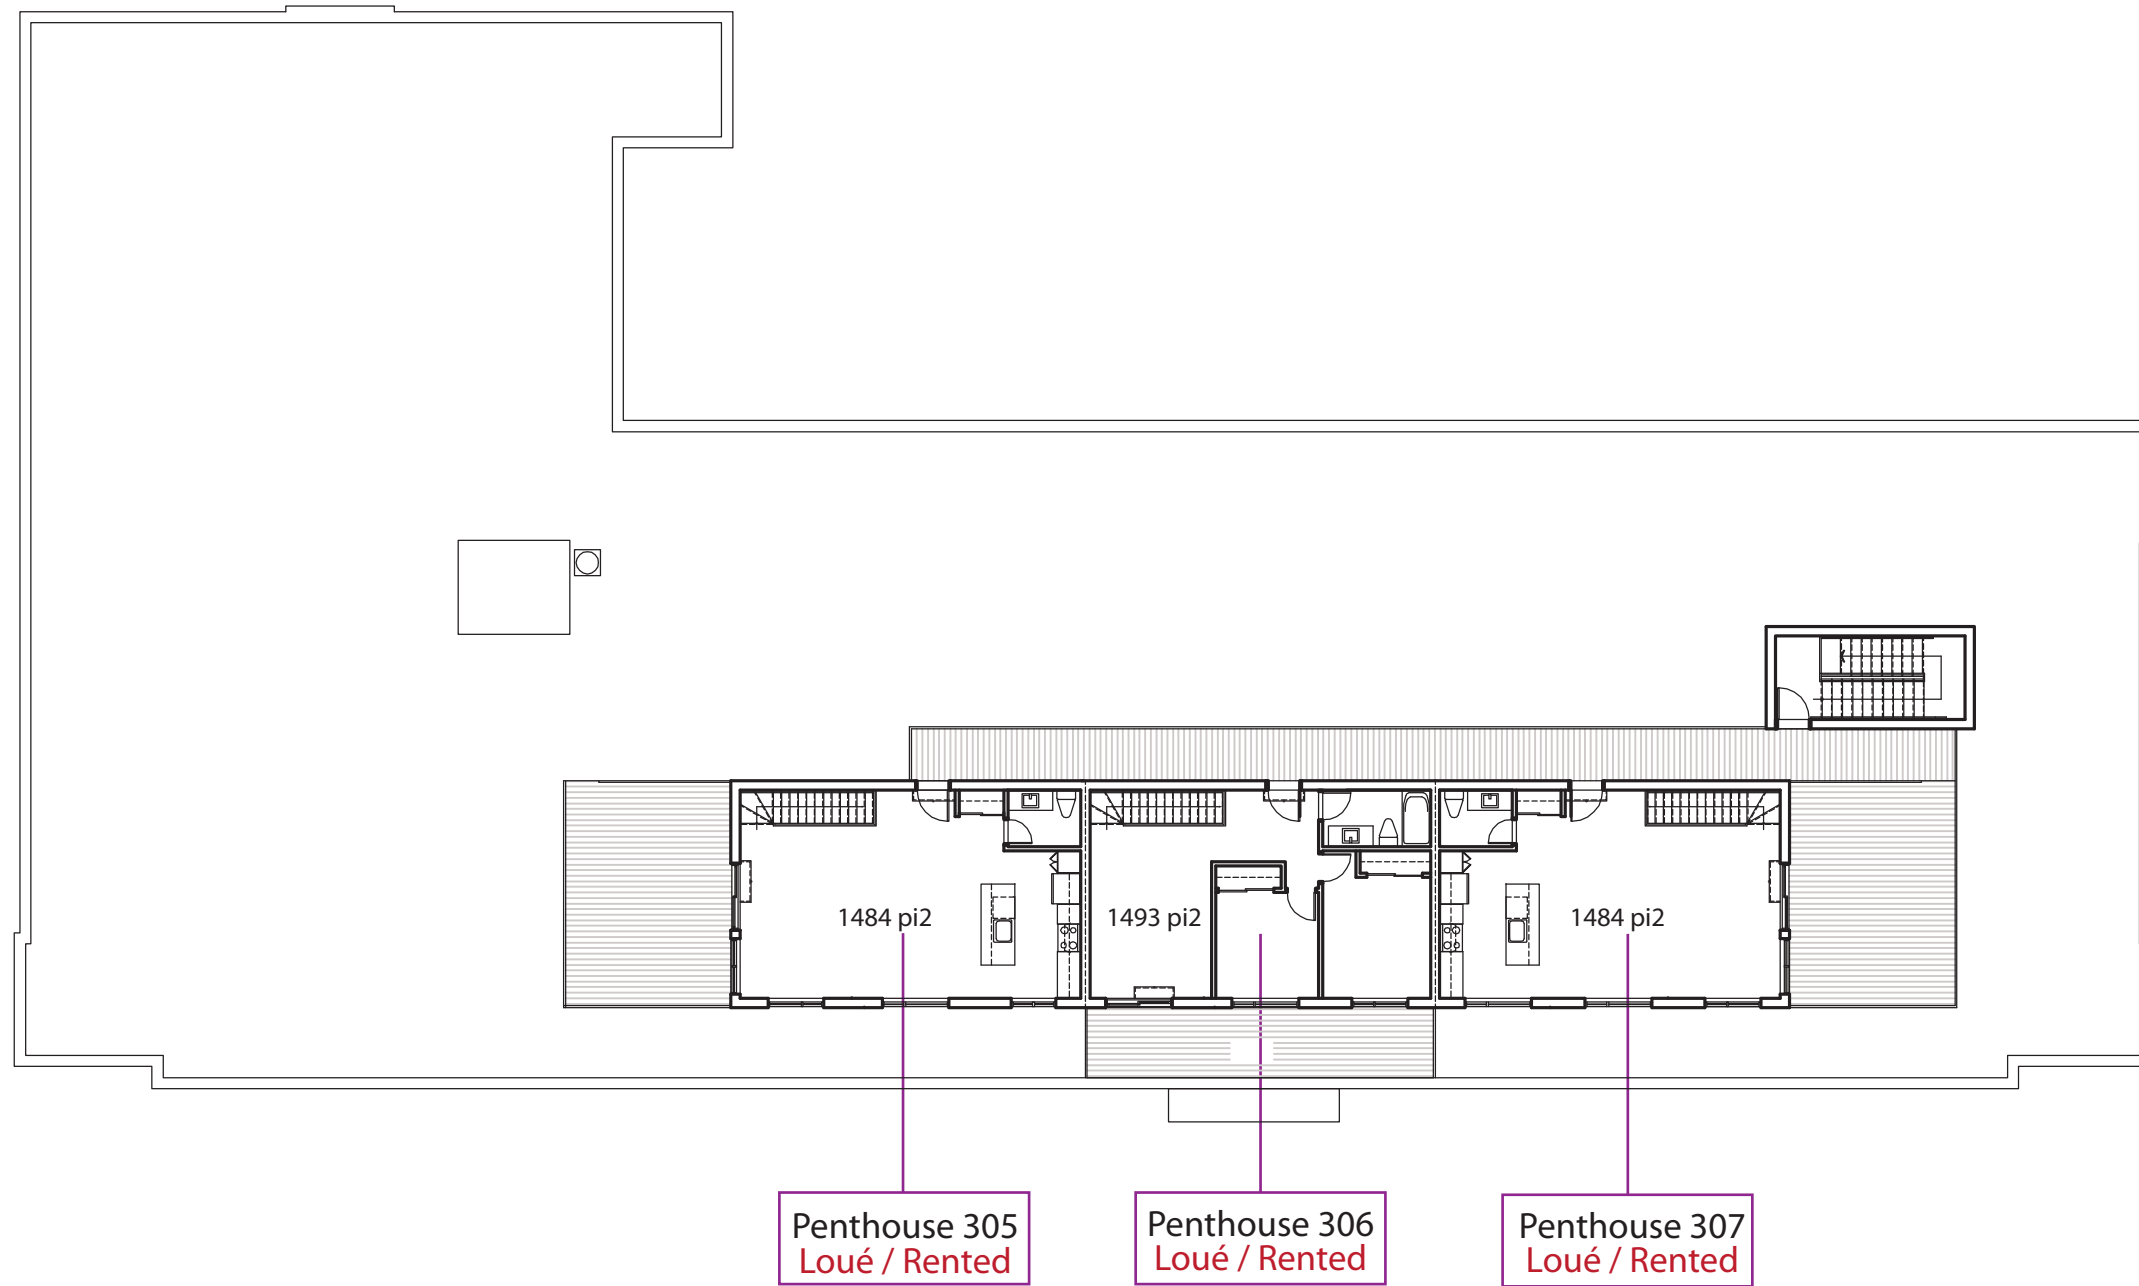 1484 pi2
1493 pi2
1484 pi2
Penthouse 305
Loué / Rented
Penthouse 306
Loué / Rented
Penthouse 307
Loué / Rented